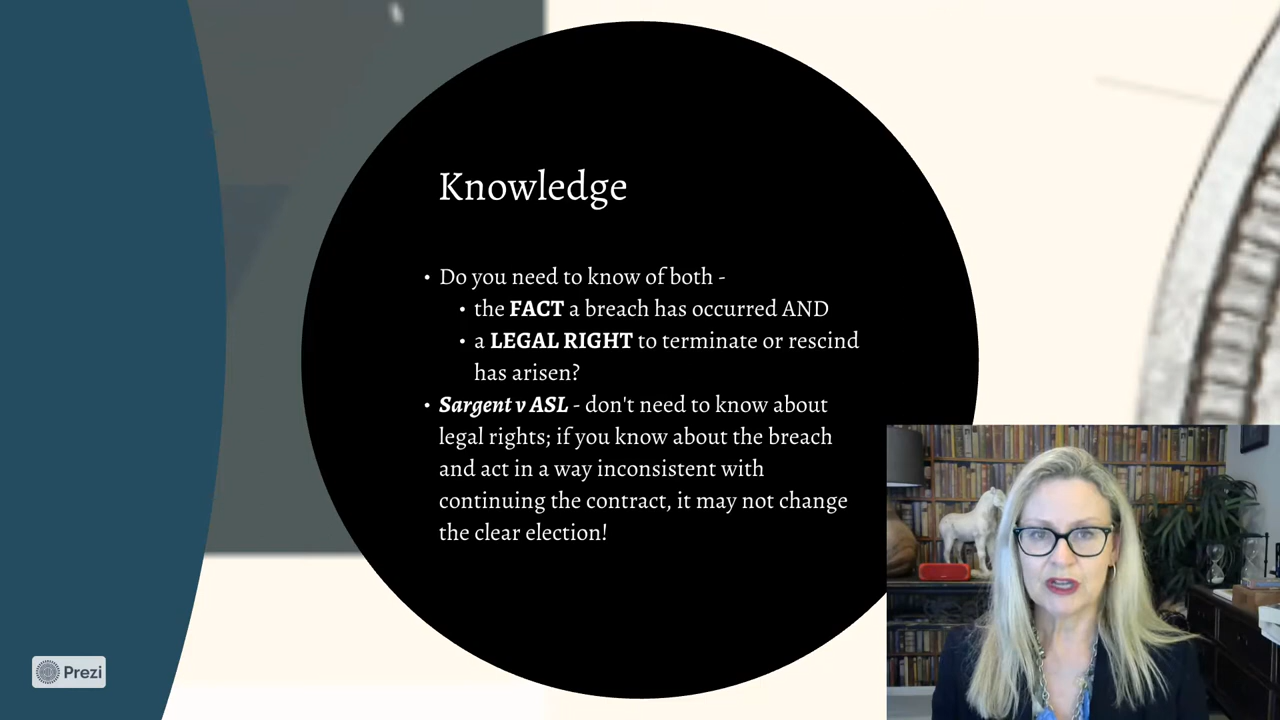 Knowledge
• Do you need to know of both -
• the FACT a breach has occurred AND
• a LEGAL RIGHT to terminate or rescind
has arisen?
• Sargent v ASL - don't need to know about
legal rights; if you know about the breach
and act in a way inconsistent with
continuing the contract, it may not change
the clear election!
Prezi